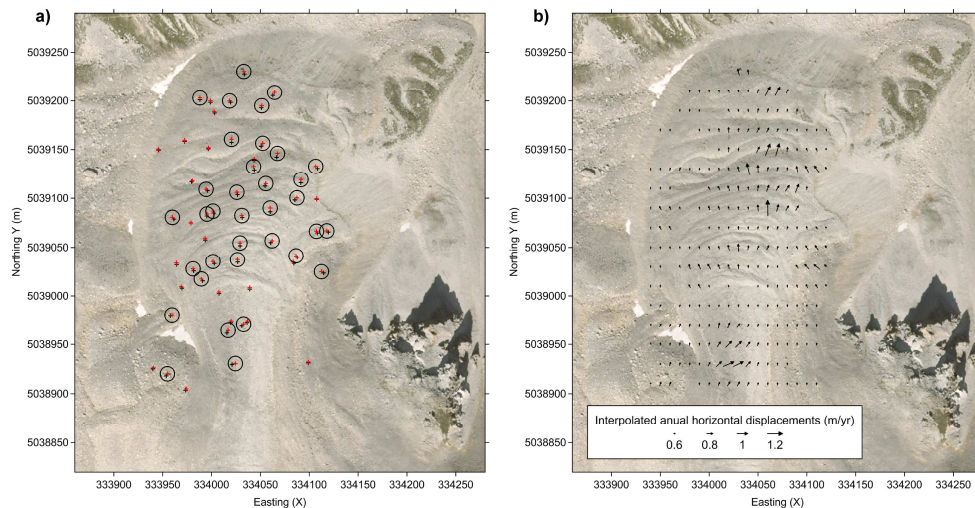 a)
b)
5039250
5039200
5039150
5039100
5039050
5039000
5038950
5038900
5038850
Northing Y (m)
333900 333950 334000 334050 334100 334150 334200 334250
Easting (X)
5039250
5039200
5039150
5039100
5039050
5039000
5038950
5038900
5038850
Northing Y (m)
Interpolated anual horizontal displacements (m/yr)
0.6 0.8 1 1.2
333900 333950 334000 334050 334100 334150 334200 334250
Easting (X)